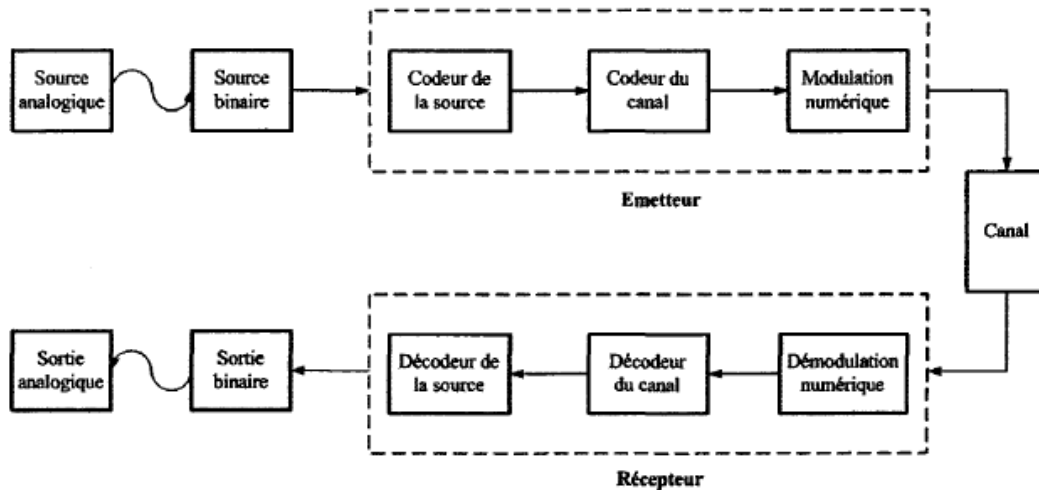 Source
analogique
Source
binaire
Codeur de
la source
Codeur du
canal
Modulation
numérique
Emetteur
Canal
Sortie
analogique
Sortie
binaire
Décodeur de
la source
Décodeur
du canal
Démodulation
numérique
Récepteur